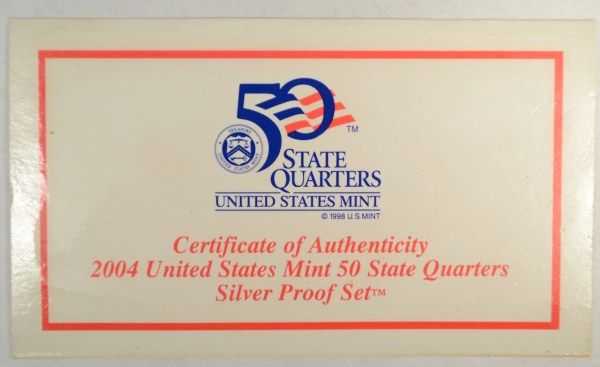 50
TM
TREASURY
UNITED STATES MINT
STATE
QUARTERS
UNITED STATES MINT
© 1998 U.S. MINT
Certificate of Authenticity
2004 United States Mint 50 State Quarters
Silver Proof Set™